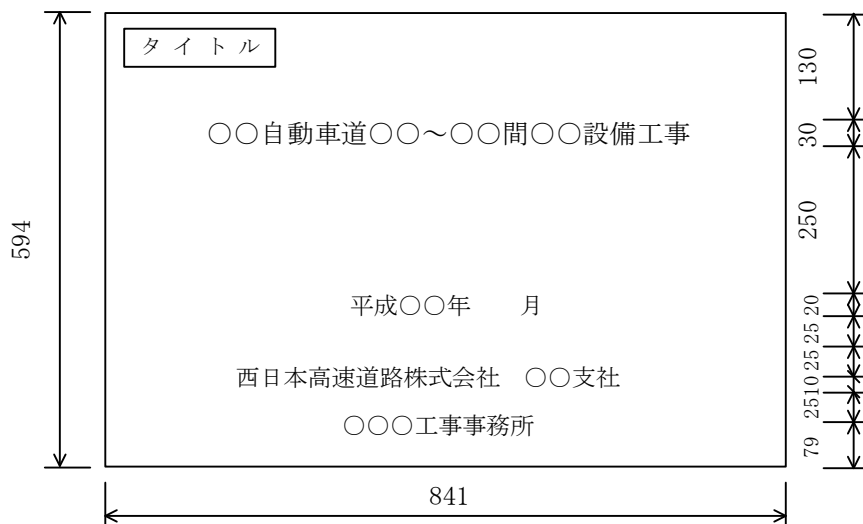 タイトル
130
○○自動車道○○～○○間○○設備工事
30
594
250
平成○○年　　月
20
25
西日本高速道路株式会社　○○支社
25
10
○○○工事事務所
25
79
841